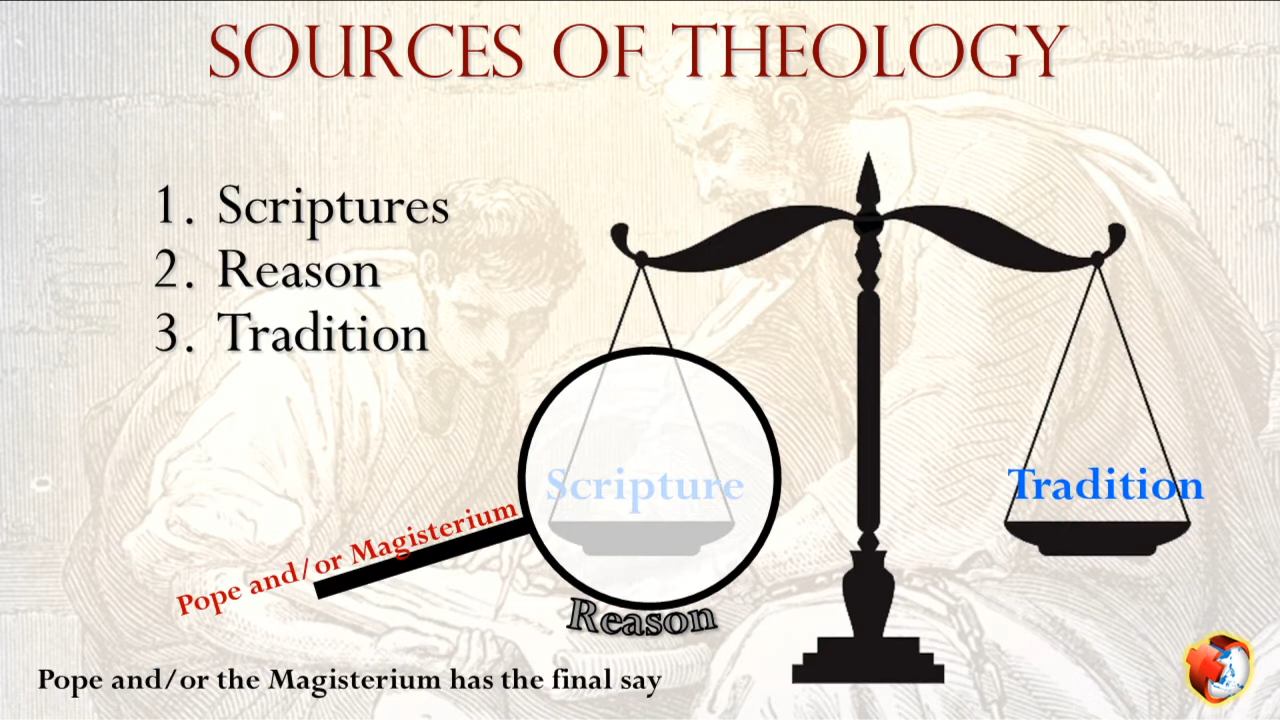 SOURCES OF THEOLOGY
1. Scriptures
2. Reason
3. Tradition
Scripture
Tradition
Pope and/or Magisterium
Reason
Pope and/or the Magisterium has the final say